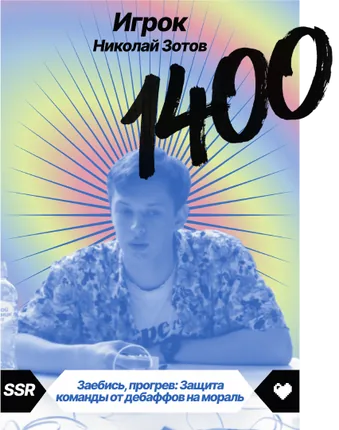 Игрок
Николай Зотов
1400
SSR
Заебись, прогрев: Защита
команды от дебаффов на мораль